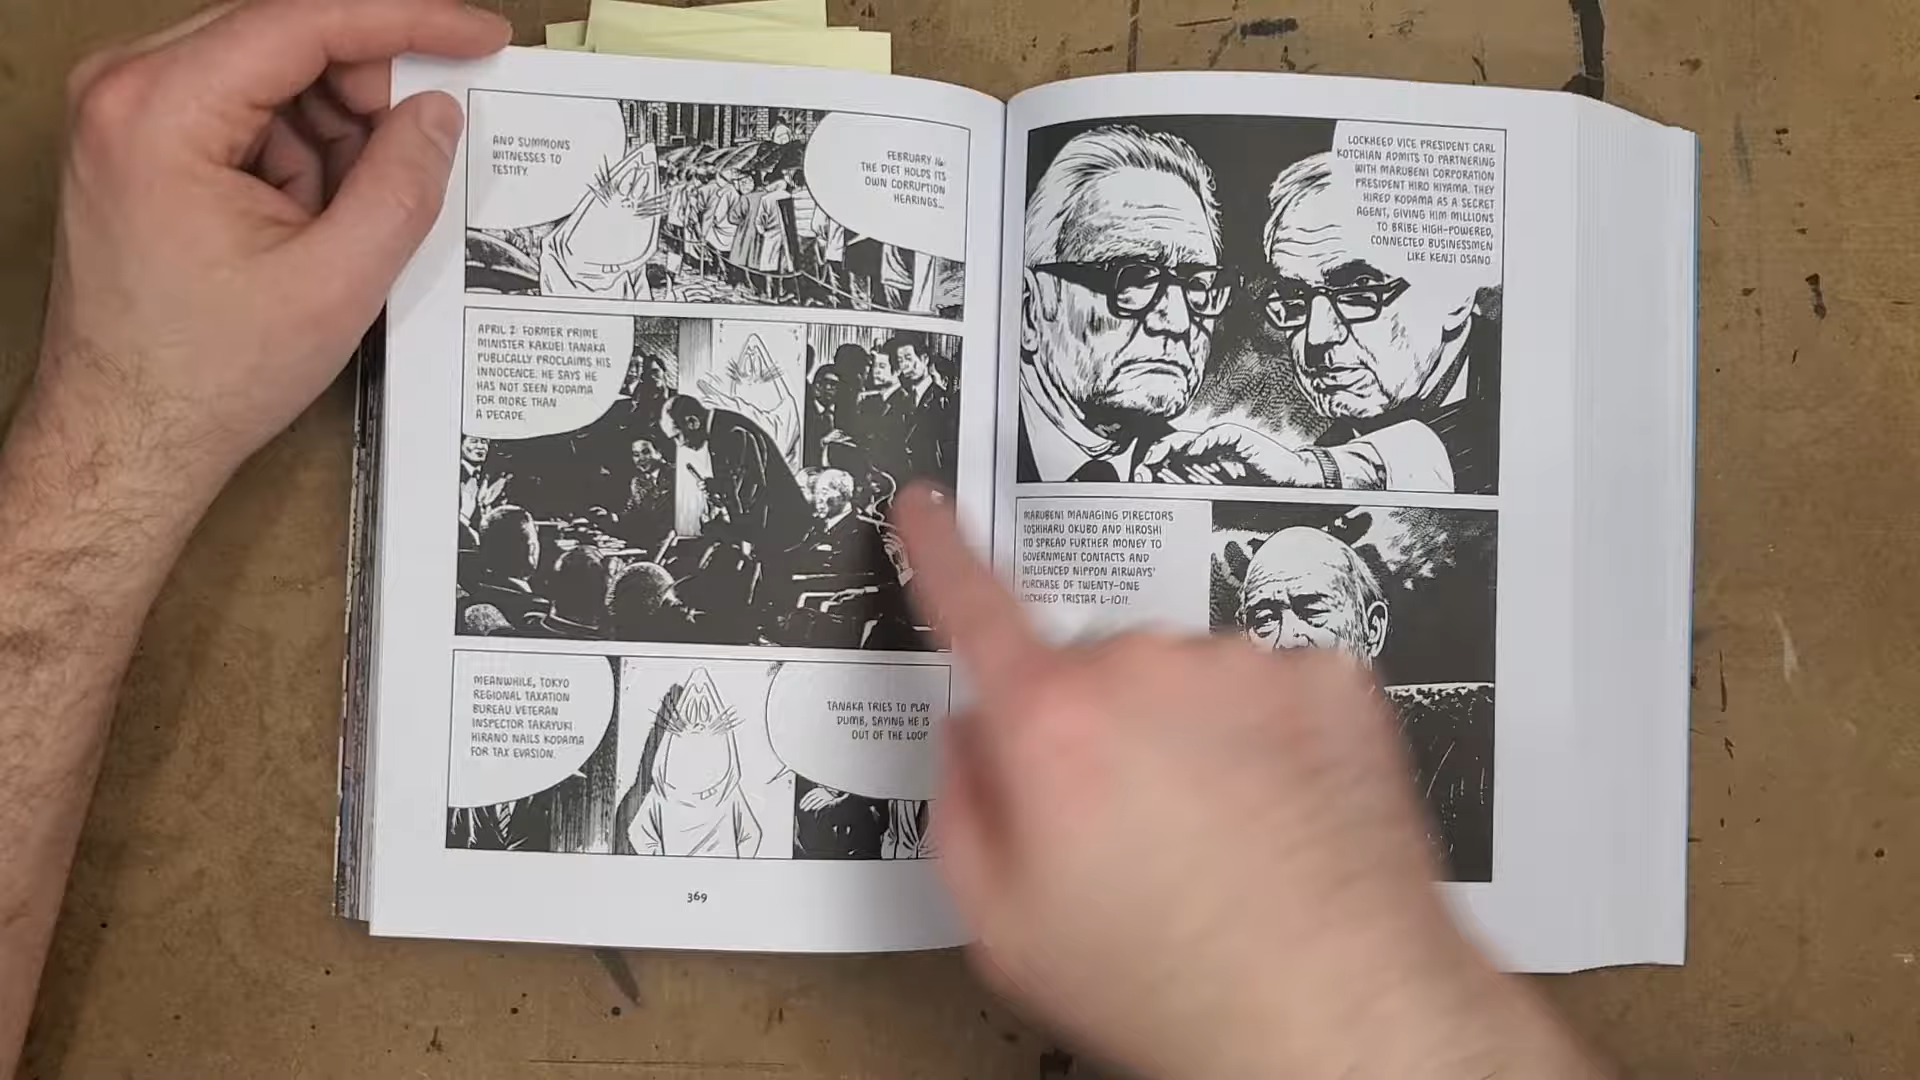 LOCKHEED VICE PRESIDENT CARL
KOTCHIAN ADMITS TO PARTNERING
WITH MARUBENI CORPORATION
PRESIDENT HIRO HIYAMA. THEY
HIRED KODAMA AS A SECRET
AGENT, GIVING HIM MILLIONS
TO BRIBE HIGH-POWERED,
CONNECTED BUSINESSMEN
LIKE KENJI OSANO.
MARUBENI MANAGING DIRECTORS
TOSHIHARU OKUBO AND HIROSHI
ITO SPREAD FURTHER MONEY TO
GOVERNMENT CONTACTS AND
INFLUENCED NIPPON AIRWAYS'
PURCHASE OF TWENTY-ONE
LOCKHEED TRISTAR L-1011.
FEBRUARY 16:
THE DIET HOLDS ITS
OWN CORRUPTION
HEARINGS...
AND SUMMONS
WITNESSES TO
TESTIFY.
APRIL 2: FORMER PRIME
MINISTER KAKUEI TANAKA
PUBLICALLY PROCLAIMS HIS
INNOCENCE. HE SAYS HE
HAS NOT SEEN KODAMA
FOR MORE THAN
A DECADE.
TANAKA TRIES TO PLAY
DUMB, SAYING HE IS
OUT OF THE LOOP
MEANWHILE, TOKYO
REGIONAL TAXATION
BUREAU VETERAN
INSPECTOR TAKAYUKI
HIRANO NAILS KODAMA
FOR TAX EVASION.
369